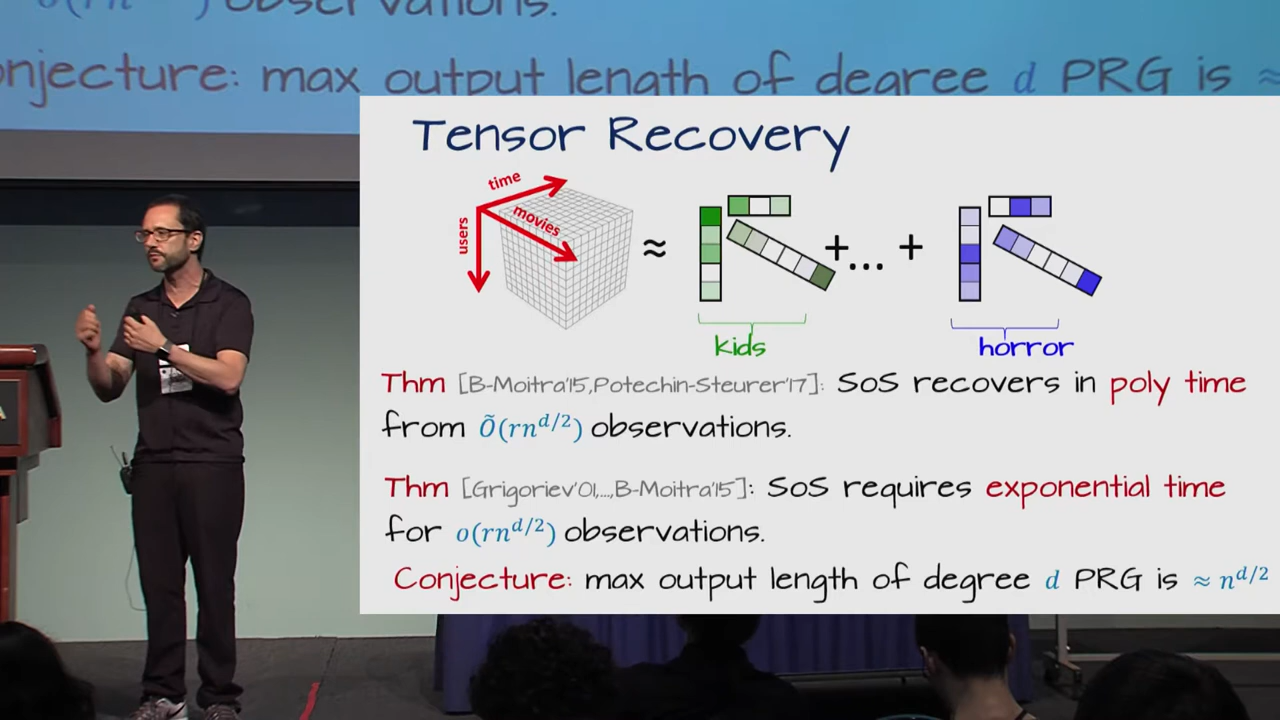 observations.
Conjecture: max output length of degree d PRG is ≈
Tensor Recovery
time
movies
users
≈
+... +
kids
horror
Thm [B-Moitra'15,Potechin-Steurer'17]: SoS recovers in poly time
from Õ(rn^{d/2}) observations.
Thm [Grigoriev'01,...,B-Moitra'15]: SoS requires exponential time
for o(rn^{d/2}) observations.
Conjecture: max output length of degree d PRG is ≈ n^{d/2}